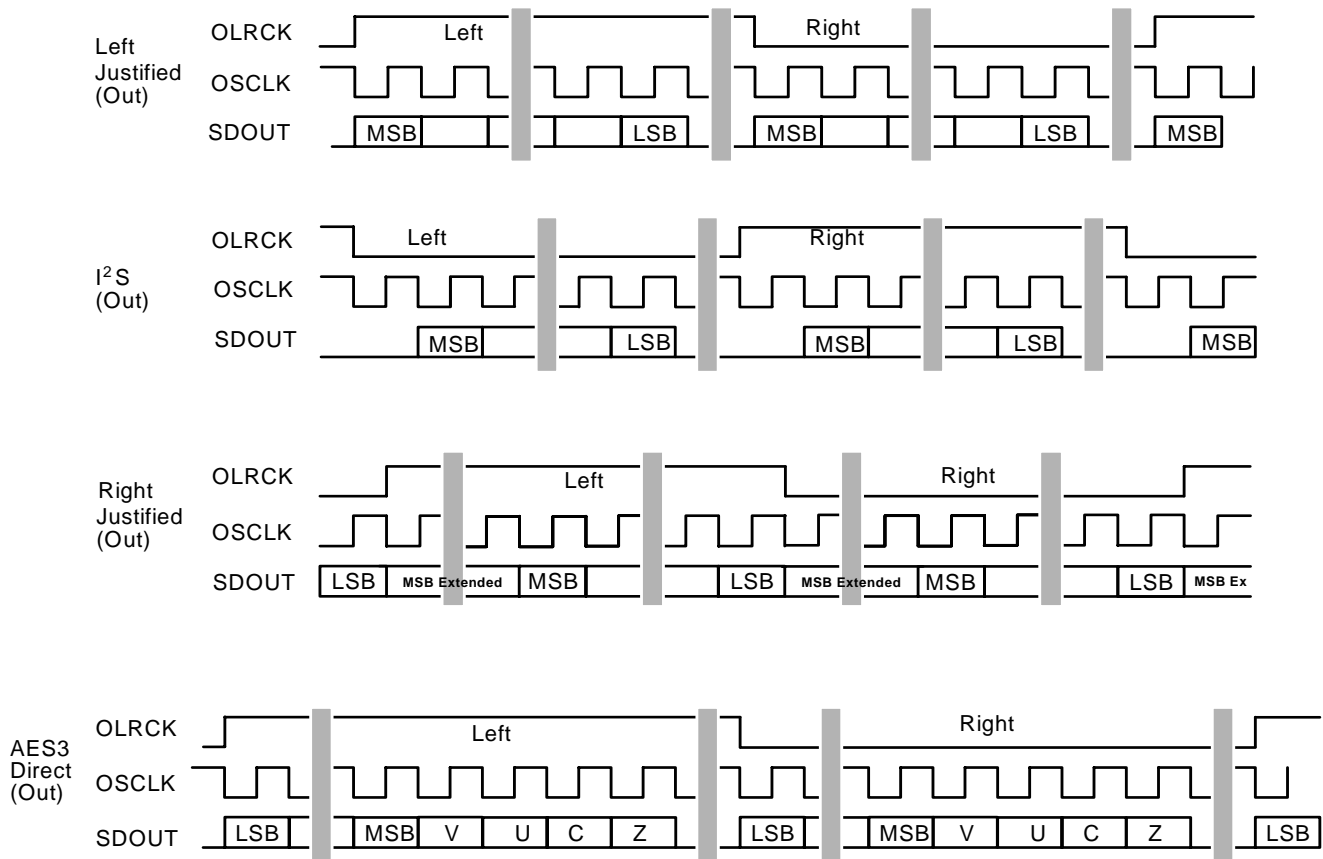 Left
Justified
(Out)
OLRCK Left Right
OSCLK
SDOUT MSB LSB MSB LSB MSB
I²S
(Out)
OLRCK Left Right
OSCLK
SDOUT MSB LSB MSB LSB MSB
Right
Justified
(Out)
OLRCK Left Right
OSCLK
SDOUT LSB MSB Extended MSB LSB MSB Extended MSB LSB MSB Ex
AES3
Direct
(Out)
OLRCK Left Right
OSCLK
SDOUT LSB MSB V U C Z LSB MSB V U C Z LSB